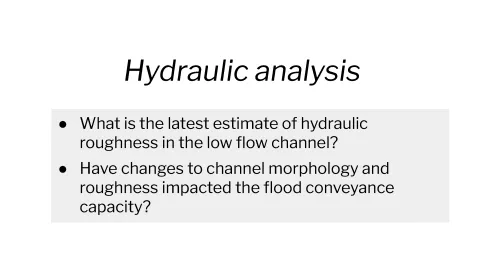 Hydraulic analysis
● What is the latest estimate of hydraulic
roughness in the low flow channel?
● Have changes to channel morphology and
roughness impacted the flood conveyance
capacity?